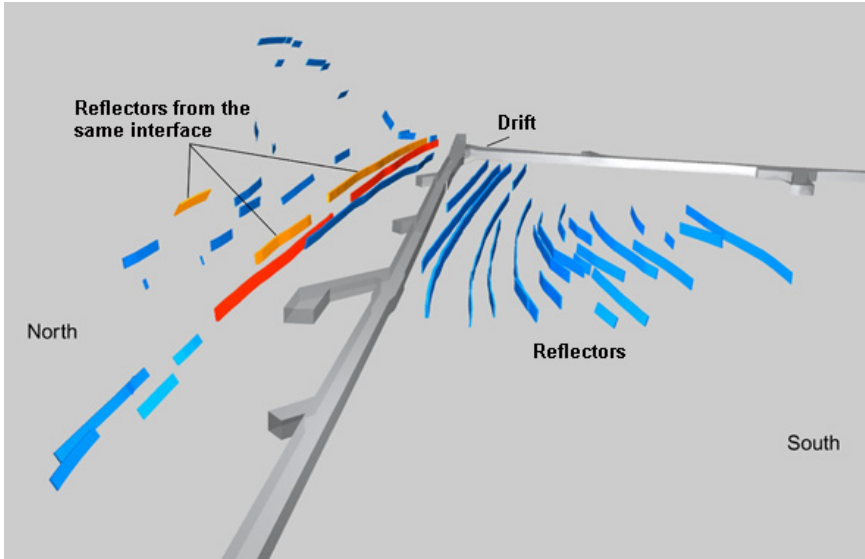 Reflectors from the
same interface
Drift
North
Reflectors
South